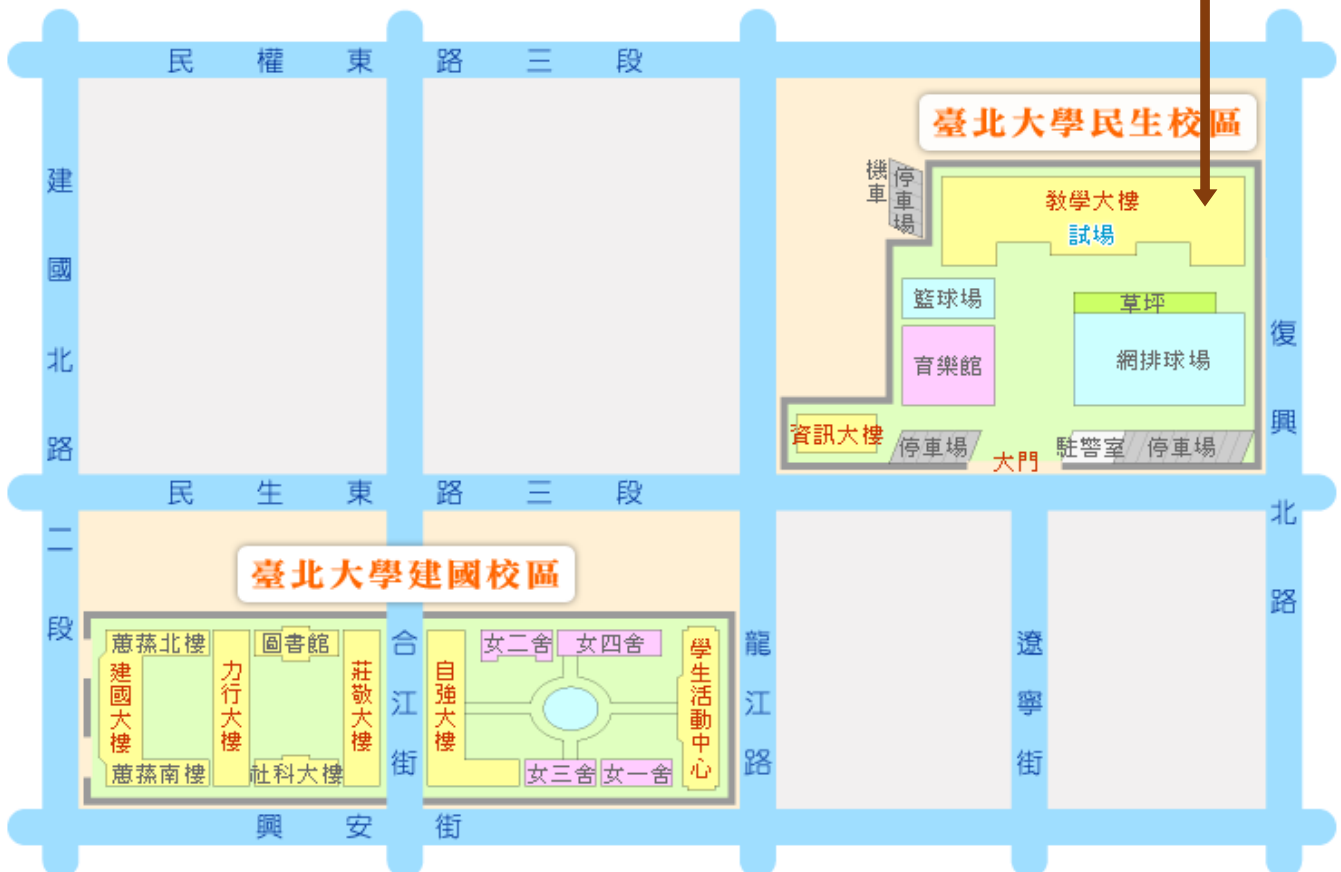 民權東路三段
臺北大學民生校區
機車
停車場
教學大樓
試場
籃球場
草坪
育樂館
網排球場
資訊大樓
停車場
大門
駐警室
停車場
建國北路二段
復興北路
民生東路三段
臺北大學建國校區
蔥蓀北樓
圖書館
女二舍
女四舍
建國大樓
力行大樓
莊敬大樓
合江街
自強大樓
學生活動中心
龍江路
遼寧街
蔥蓀南樓
社科大樓
女三舍
女一舍
興安街